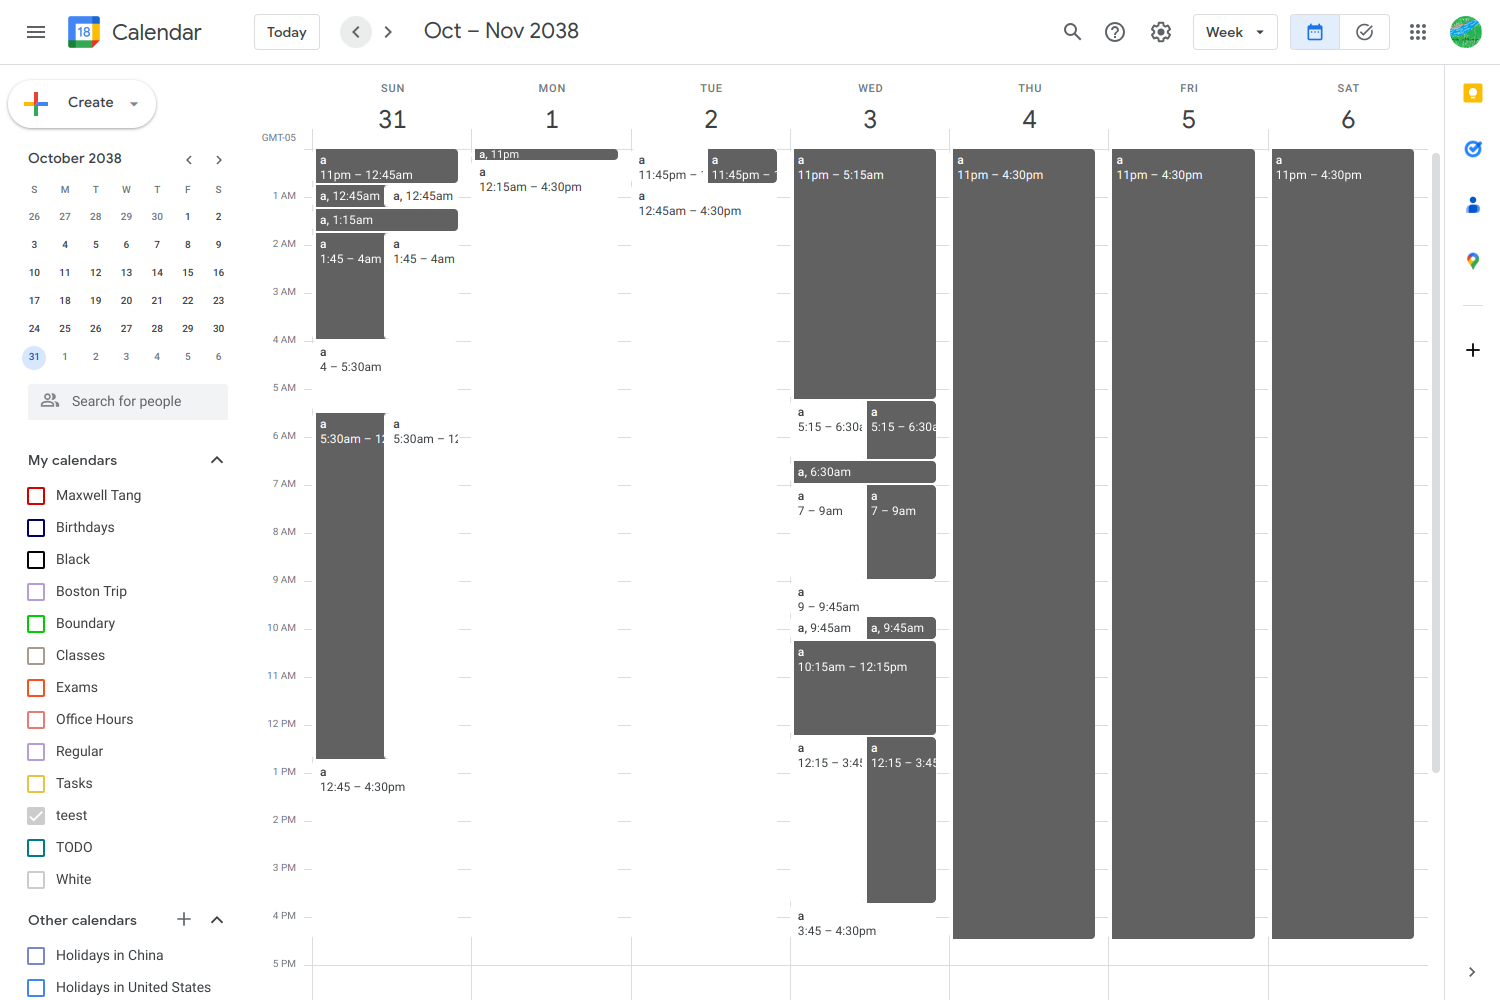 18 Calendar Today Oct – Nov 2038 Week
Create
October 2038
S M T W T F S
26 27 28 29 30 1 2
3 4 5 6 7 8 9
10 11 12 13 14 15 16
17 18 19 20 21 22 23
24 25 26 27 28 29 30
31 1 2 3 4 5 6
Search for people
My calendars
Maxwell Tang
Birthdays
Black
Boston Trip
Boundary
Classes
Exams
Office Hours
Regular
Tasks
teest
TODO
White
Other calendars
Holidays in China
Holidays in United States
SUN MON TUE WED THU FRI SAT
31 1 2 3 4 5 6
GMT-05
1 AM
2 AM
3 AM
4 AM
5 AM
6 AM
7 AM
8 AM
9 AM
10 AM
11 AM
12 PM
1 PM
2 PM
3 PM
4 PM
5 PM
a
11pm – 12:45am
a, 12:45am
a, 12:45am
a, 1:15am
a
1:45 – 4am
a
1:45 – 4am
a
4 – 5:30am
a
5:30am – 12
a
5:30am – 12
a
12:45 – 4:30pm
a, 11pm
a
12:15am – 4:30pm
a
11:45pm –
a
11:45pm –
a
12:45am – 4:30pm
a
11pm – 5:15am
a
5:15 – 6:30a
a
5:15 – 6:30a
a, 6:30am
a
7 – 9am
a
7 – 9am
a
9 – 9:45am
a, 9:45am
a, 9:45am
a
10:15am – 12:15pm
a
12:15 – 3:45
a
12:15 – 3:45
a
3:45 – 4:30pm
a
11pm – 4:30pm
a
11pm – 4:30pm
a
11pm – 4:30pm